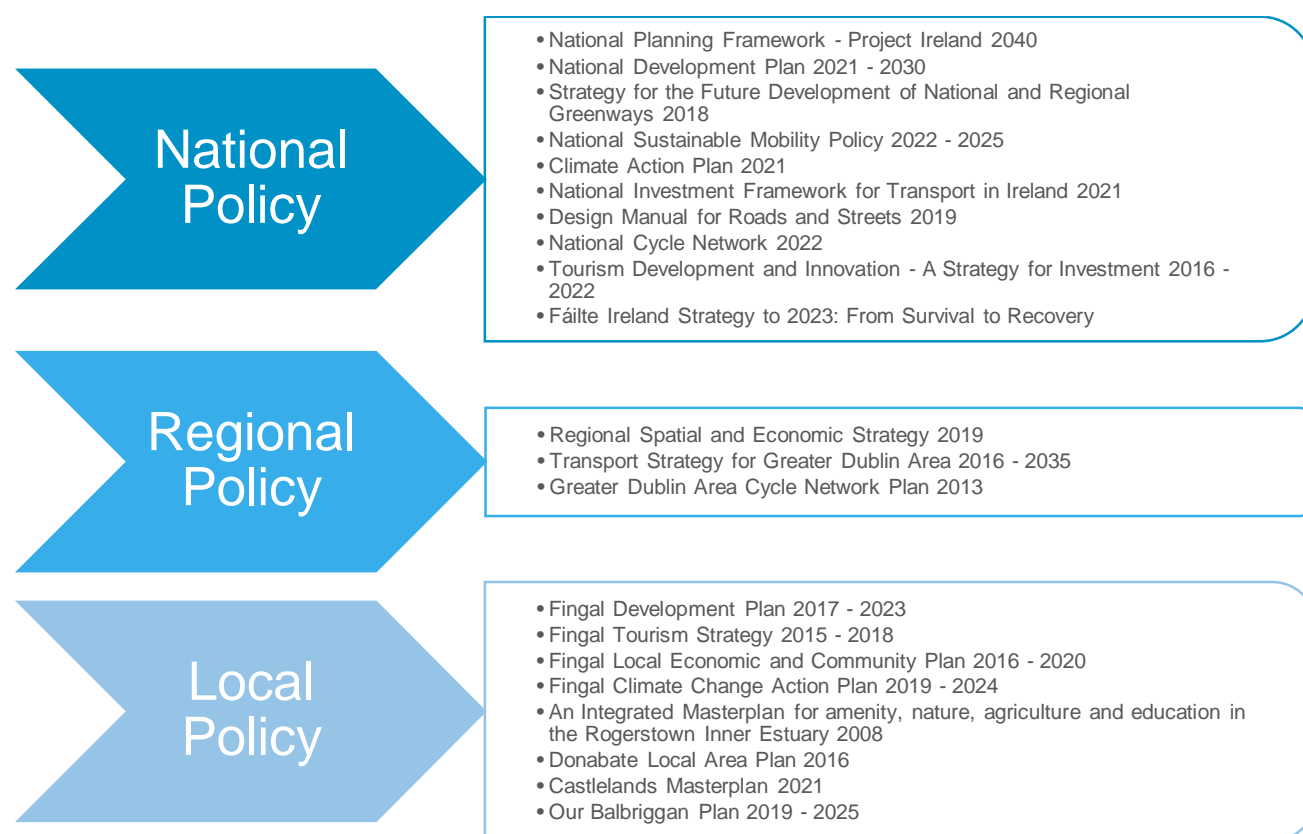 National
Policy
• National Planning Framework - Project Ireland 2040
• National Development Plan 2021 - 2030
• Strategy for the Future Development of National and Regional
Greenways 2018
• National Sustainable Mobility Policy 2022 - 2025
• Climate Action Plan 2021
• National Investment Framework for Transport in Ireland 2021
• Design Manual for Roads and Streets 2019
• National Cycle Network 2022
• Tourism Development and Innovation - A Strategy for Investment 2016 -
2022
• Fáilte Ireland Strategy to 2023: From Survival to Recovery
Regional
Policy
• Regional Spatial and Economic Strategy 2019
• Transport Strategy for Greater Dublin Area 2016 - 2035
• Greater Dublin Area Cycle Network Plan 2013
Local
Policy
• Fingal Development Plan 2017 - 2023
• Fingal Tourism Strategy 2015 - 2018
• Fingal Local Economic and Community Plan 2016 - 2020
• Fingal Climate Change Action Plan 2019 - 2024
• An Integrated Masterplan for amenity, nature, agriculture and education in
the Rogerstown Inner Estuary 2008
• Donabate Local Area Plan 2016
• Castlelands Masterplan 2021
• Our Balbriggan Plan 2019 - 2025